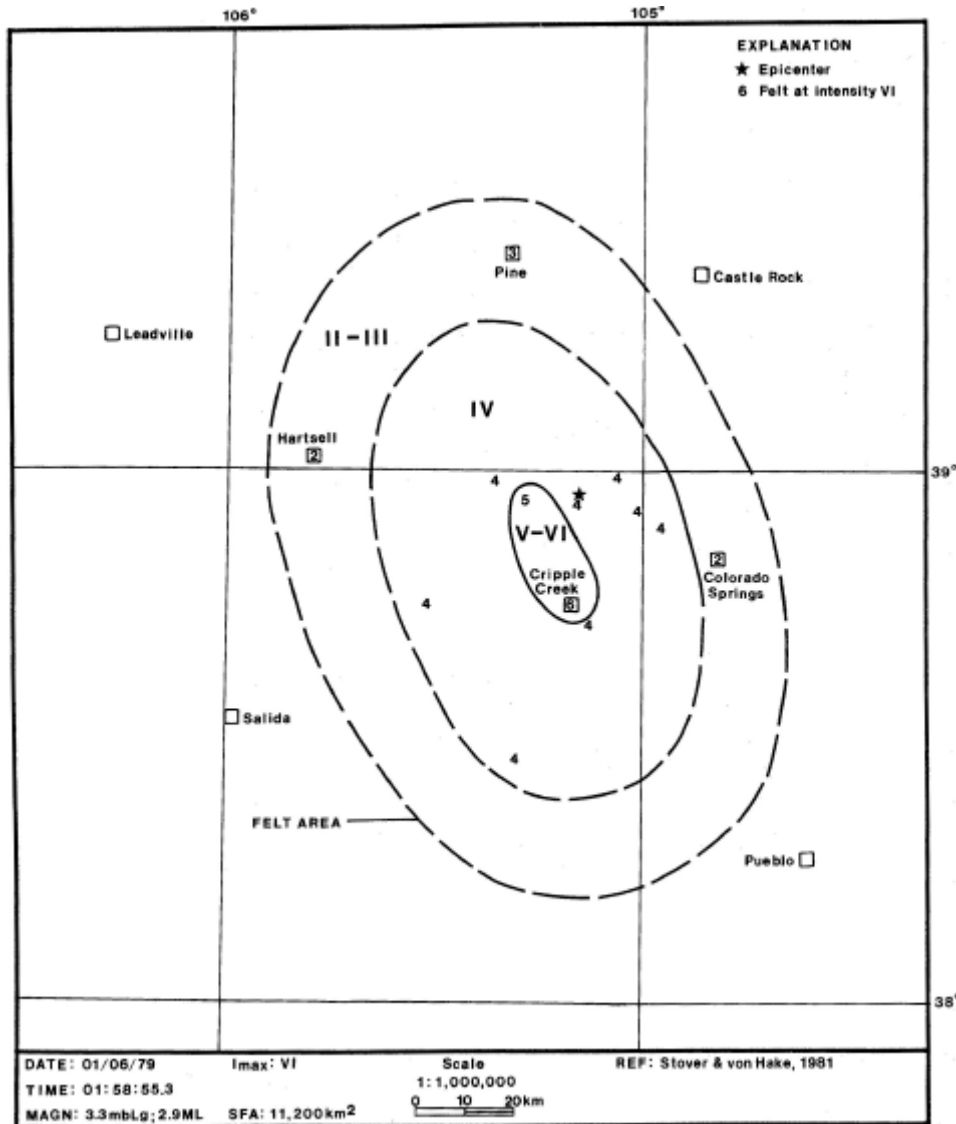 106°
105°
EXPLANATION
★ Epicenter
6 Felt at intensity VI
3
Pine
Castle Rock
Leadville
II–III
IV
Hartsell
2
39°
4
4
5
4
4
4
V–VI
2
Colorado
Springs
Cripple
Creek
6
4
4
Salida
4
FELT AREA
Pueblo
38°
DATE: 01/06/79 Imax: VI Scale REF: Stover & von Hake, 1981
TIME: 01:58:55.3 1:1,000,000
MAGN: 3.3mbLg; 2.9ML SFA: 11,200km² 0 10 20km